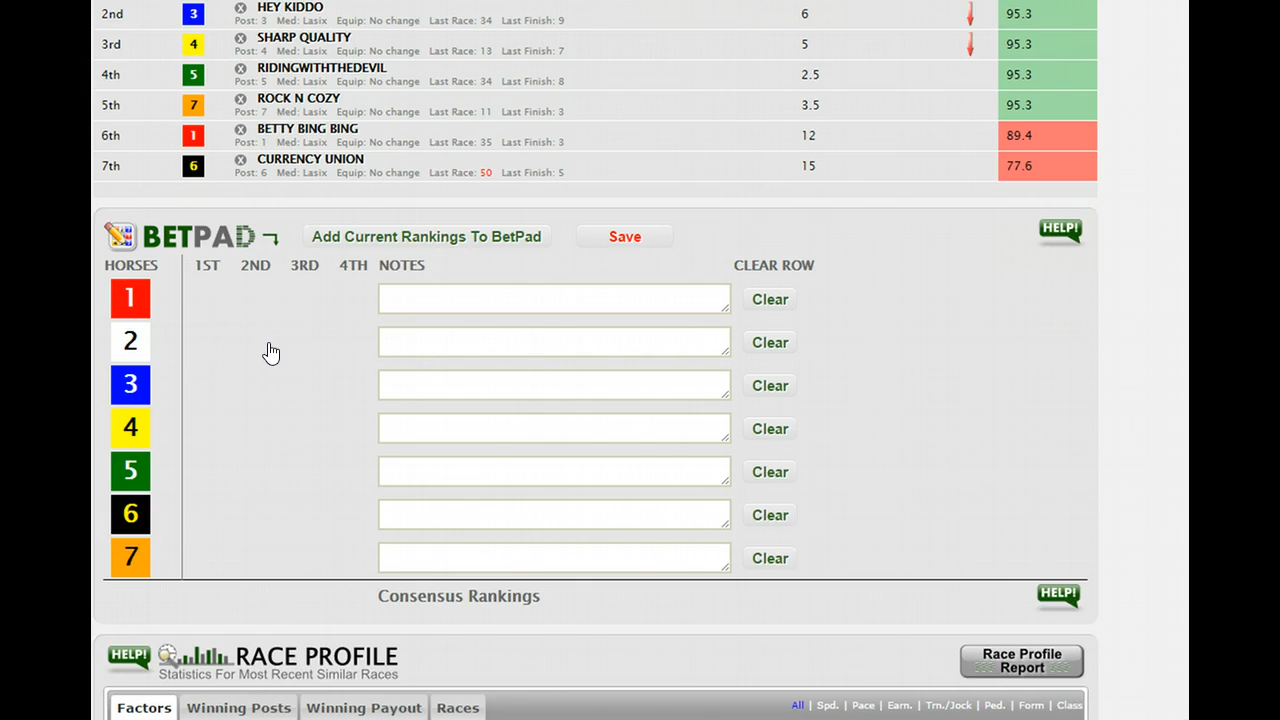 2nd 3 HEY KIDDO 6 95.3
Post: 3 Med: Lasix Equip: No change Last Race: 34 Last Finish: 9
3rd 4 SHARP QUALITY 5 95.3
Post: 4 Med: Lasix Equip: No change Last Race: 13 Last Finish: 7
4th 5 RIDINGWITHTHEDEVIL 2.5 95.3
Post: 5 Med: Lasix Equip: No change Last Race: 34 Last Finish: 8
5th 7 ROCK N COZY 3.5 95.3
Post: 7 Med: Lasix Equip: No change Last Race: 11 Last Finish: 3
6th 1 BETTY BING BING 12 89.4
Post: 1 Med: Lasix Equip: No change Last Race: 35 Last Finish: 3
7th 6 CURRENCY UNION 15 77.6
Post: 6 Med: Lasix Equip: No change Last Race: 50 Last Finish: 5
BETPAD Add Current Rankings To BetPad Save HELP!
HORSES 1ST 2ND 3RD 4TH NOTES CLEAR ROW
1 Clear
2 Clear
3 Clear
4 Clear
5 Clear
6 Clear
7 Clear
Consensus Rankings HELP!
HELP! RACE PROFILE Race Profile Report
Statistics For Most Recent Similar Races
Factors Winning Posts Winning Payout Races All | Spd. | Pace | Earn. | Trn./Jock | Ped. | Form | Class